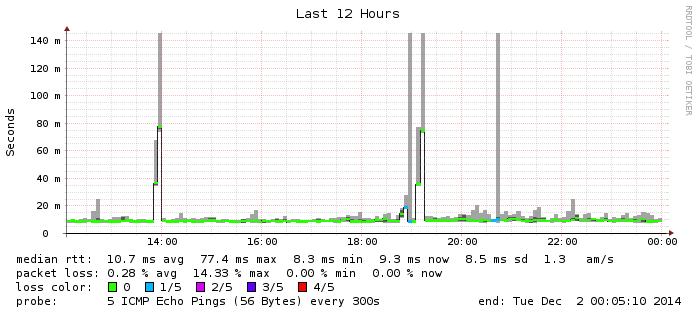 Last 12 Hours
RRDTOOL / TOBI OETIKER
Seconds
140 m
120 m
100 m
80 m
60 m
40 m
20 m
0
14:00 16:00 18:00 20:00 22:00 00:00
median rtt: 10.7 ms avg 77.4 ms max 8.3 ms min 9.3 ms now 8.5 ms sd 1.3 am/s
packet loss: 0.28 % avg 14.33 % max 0.00 % min 0.00 % now
loss color: 0 1/5 2/5 3/5 4/5
probe: 5 ICMP Echo Pings (56 Bytes) every 300s end: Tue Dec 2 00:05:10 2014